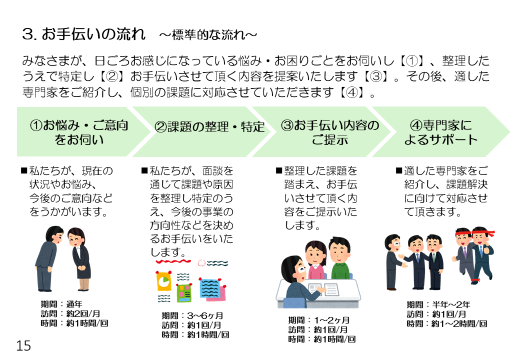 3. お手伝いの流れ ～標準的な流れ～
みなさまが、日ごろお感じになっている悩み・お困りごとをお伺いし【①】、整理した
うえで特定し【②】お手伝いさせて頂く内容を提案いたします【③】。その後、適した
専門家をご紹介し、個別の課題に対応させていただきます【④】。
①お悩み・ご意向
をお伺い
②課題の整理・特定
③お手伝い内容の
ご提示
④専門家に
よるサポート
■私たちが、現在の
状況やお悩み、
今後のご意向など
をうかがいます。
■私たちが、面談を
通じて課題や原因
を整理し特定のう
え、今後の事業の
方向性などを決め
るお手伝いをいた
します。
■整理した課題を
踏まえ、お手伝
いさせて頂く内
容をご提示いた
します。
■適した専門家をご
紹介し、課題解決
に向けて対応させ
て頂きます。
期間：通年
訪問：約2回/月
時間：約1時間/回
期間：3～6ヶ月
訪問：約1回/月
時間：約1時間/回
期間：1～2ヶ月
訪問：約1回/月
時間：約1時間/回
期間：半年～2年
訪問：約1回/月
時間：約1～2時間/回
15